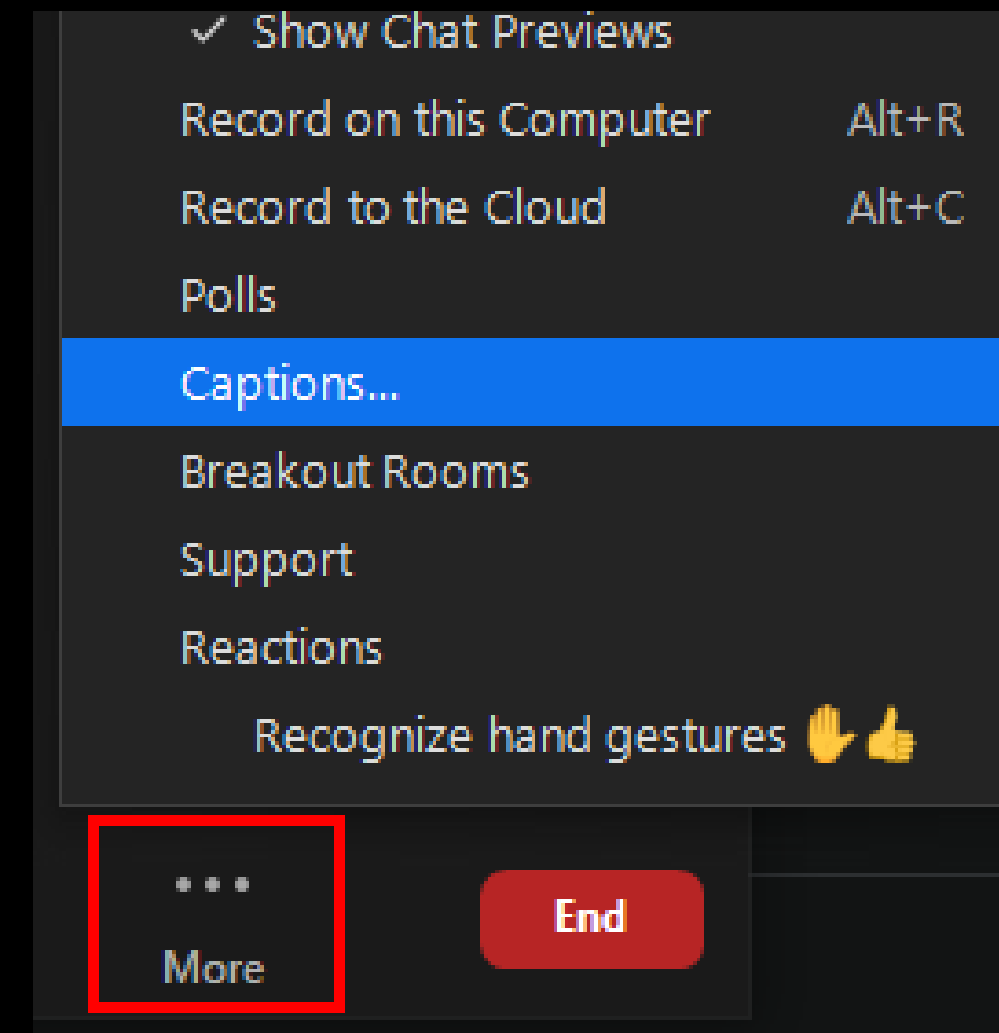 ✓ Show Chat Previews
Record on this Computer Alt+R
Record to the Cloud Alt+C
Polls
Captions...
Breakout Rooms
Support
Reactions
Recognize hand gestures ✋👍
More
End